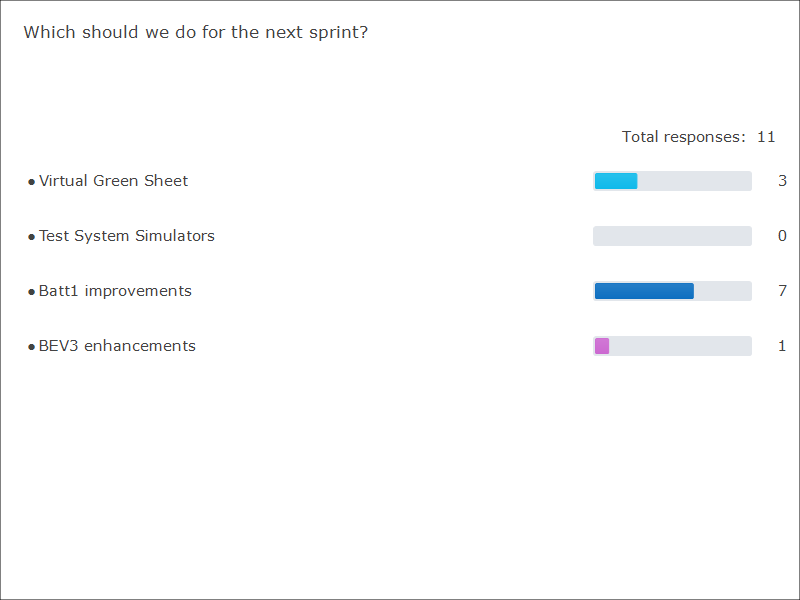 Which should we do for the next sprint?
Total responses: 11
● Virtual Green Sheet 3
● Test System Simulators 0
● Batt1 improvements 7
● BEV3 enhancements 1